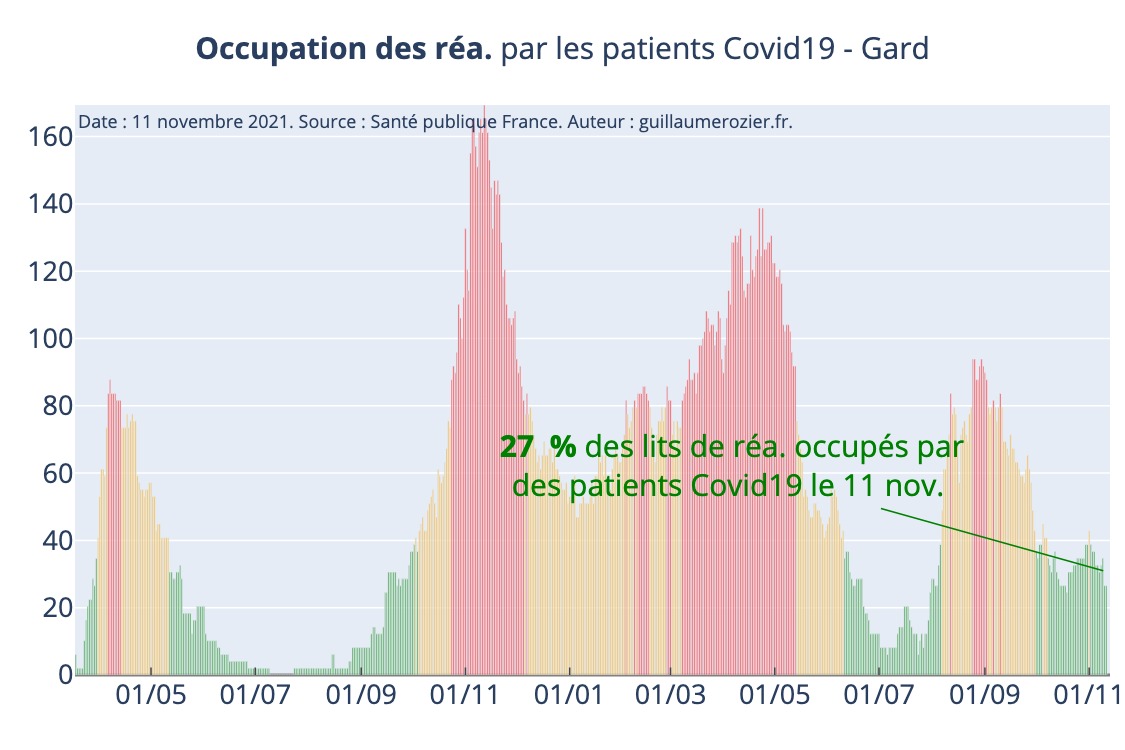 Occupation des réa. par les patients Covid19 - Gard
Date : 11 novembre 2021. Source : Santé publique France. Auteur : guillaumerozier.fr.
160
140
120
100
80
60
40
20
0
27 % des lits de réa. occupés par
des patients Covid19 le 11 nov.
01/05 01/07 01/09 01/11 01/01 01/03 01/05 01/07 01/09 01/11